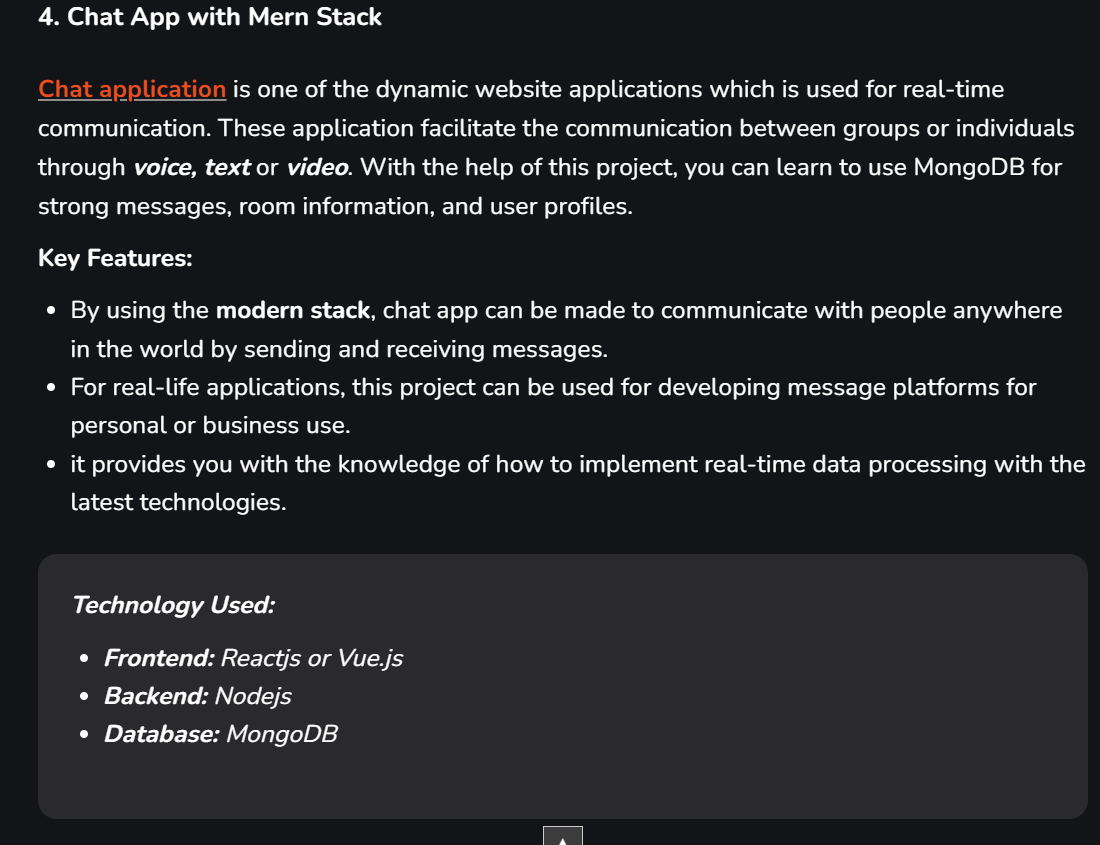 4. Chat App with Mern Stack
Chat application is one of the dynamic website applications which is used for real-time
communication. These application facilitate the communication between groups or individuals
through voice, text or video. With the help of this project, you can learn to use MongoDB for
strong messages, room information, and user profiles.
Key Features:
• By using the modern stack, chat app can be made to communicate with people anywhere
in the world by sending and receiving messages.
• For real-life applications, this project can be used for developing message platforms for
personal or business use.
• it provides you with the knowledge of how to implement real-time data processing with the
latest technologies.
Technology Used:
• Frontend: Reactjs or Vue.js
• Backend: Nodejs
• Database: MongoDB